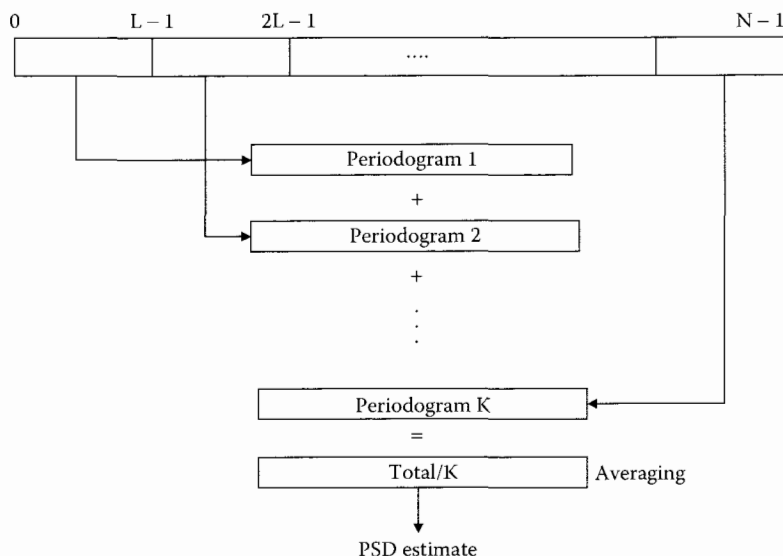 0 L – 1 2L – 1 N – 1
....
Periodogram 1
+
Periodogram 2
+
.
.
.
Periodogram K
=
Total/K Averaging
PSD estimate